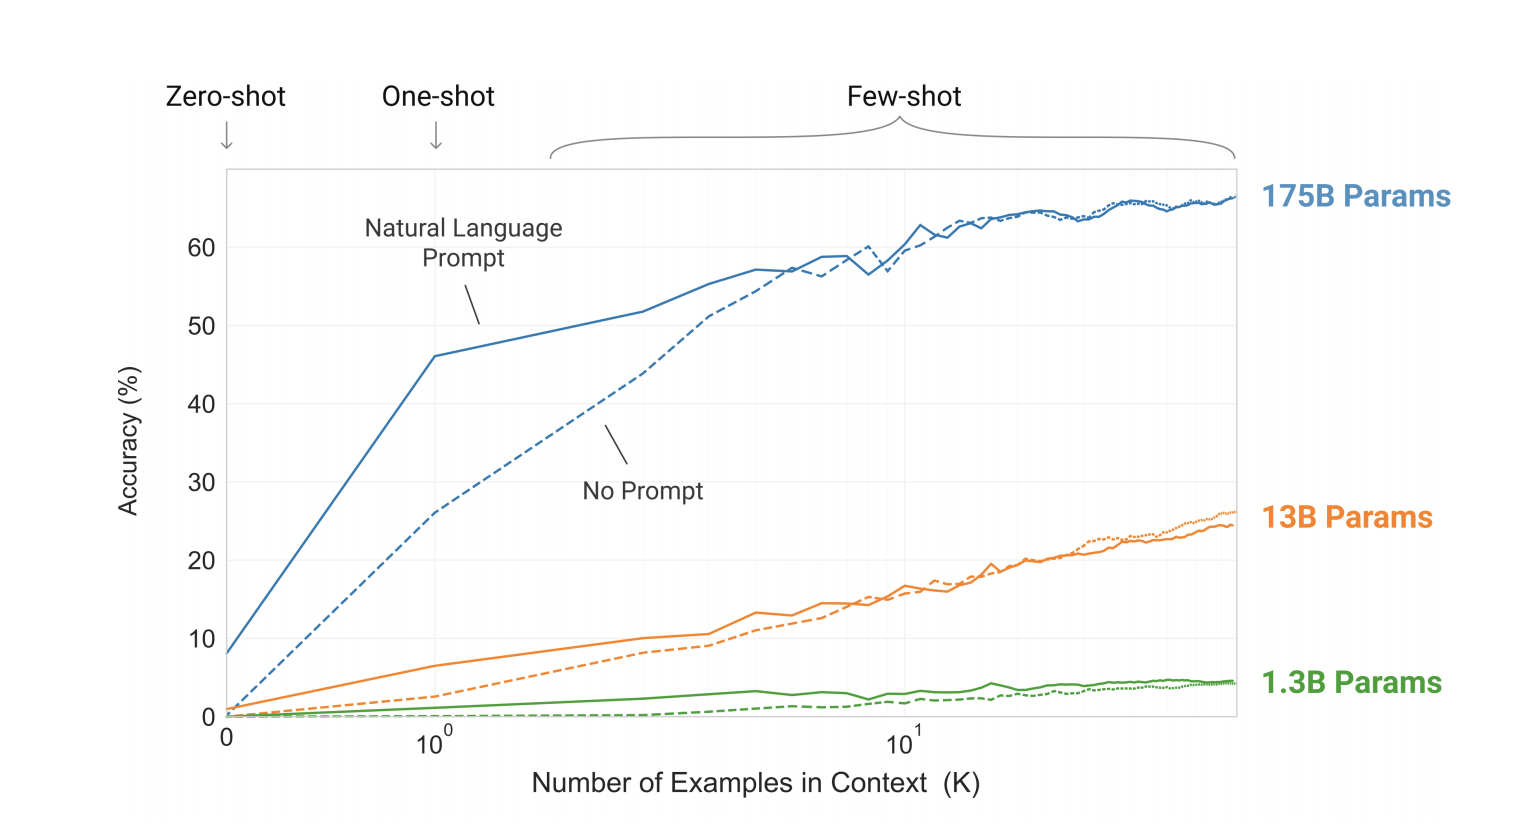 Zero-shot
One-shot
Few-shot
175B Params
Natural Language
Prompt
60
50
40
No Prompt
30
13B Params
20
10
1.3B Params
0
Accuracy (%)
0
10^0
10^1
Number of Examples in Context (K)